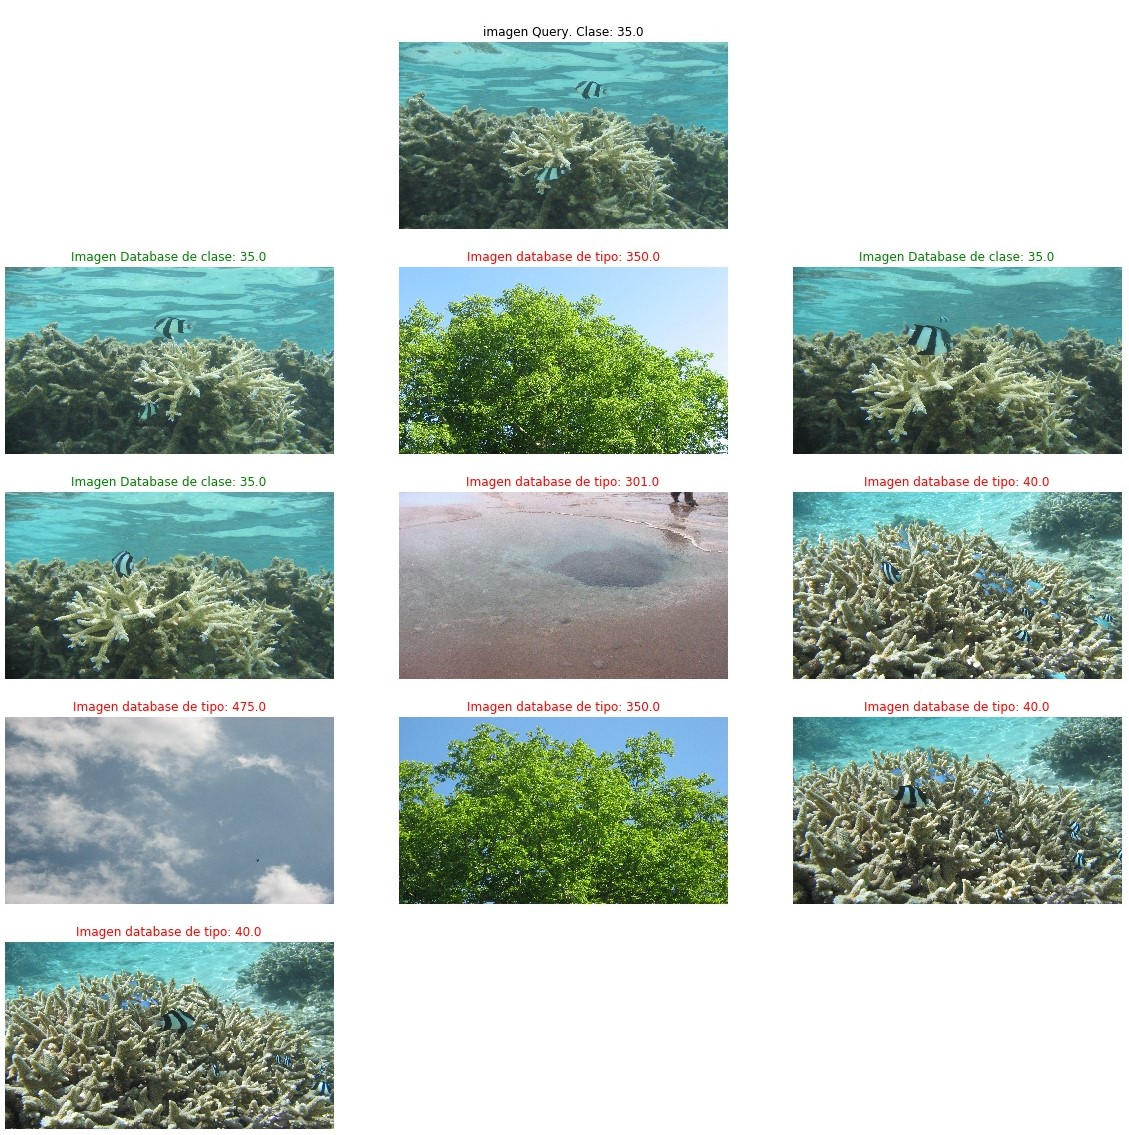 imagen Query. Clase: 35.0
Imagen Database de clase: 35.0
Imagen database de tipo: 350.0
Imagen Database de clase: 35.0
Imagen Database de clase: 35.0
Imagen database de tipo: 301.0
Imagen database de tipo: 40.0
Imagen database de tipo: 475.0
Imagen database de tipo: 350.0
Imagen database de tipo: 40.0
Imagen database de tipo: 40.0